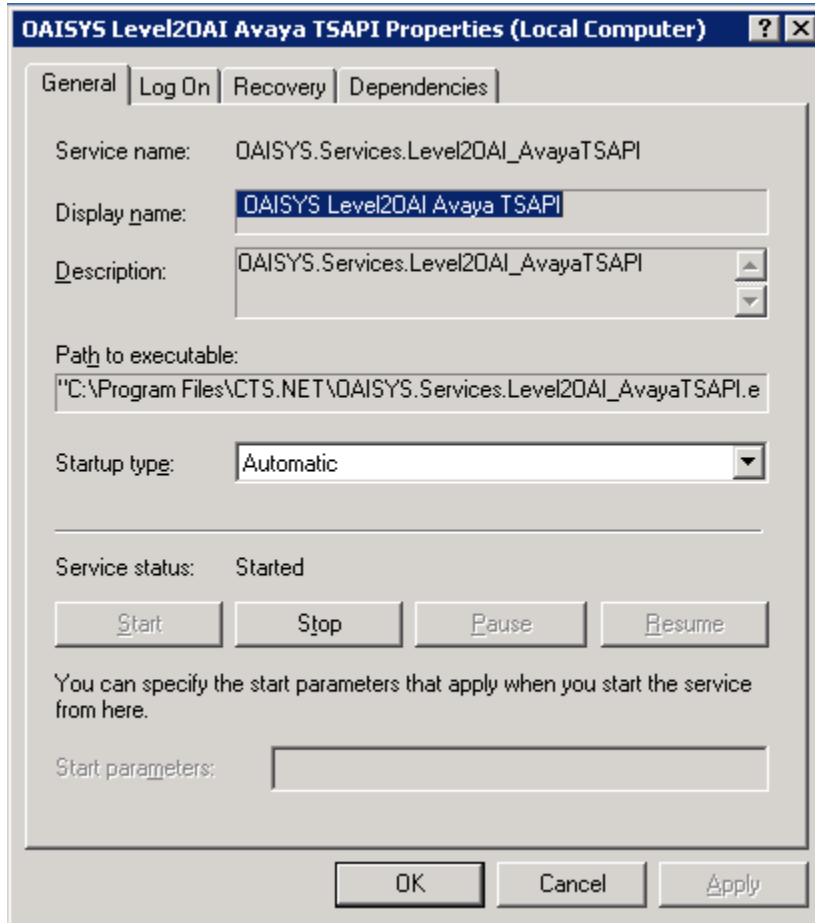 OAISYS Level2OAI Avaya TSAPI Properties (Local Computer)
General Log On Recovery Dependencies
Service name: OAISYS.Services.Level2OAI_AvayaTSAPI
Display name: OAISYS Level2OAI Avaya TSAPI
Description: OAISYS.Services.Level2OAI_AvayaTSAPI
Path to executable:
"C:\Program Files\CTS.NET\OAISYS.Services.Level2OAI_AvayaTSAPI.e
Startup type: Automatic
Service status: Started
Start Stop Pause Resume
You can specify the start parameters that apply when you start the service
from here.
Start parameters:
OK Cancel Apply